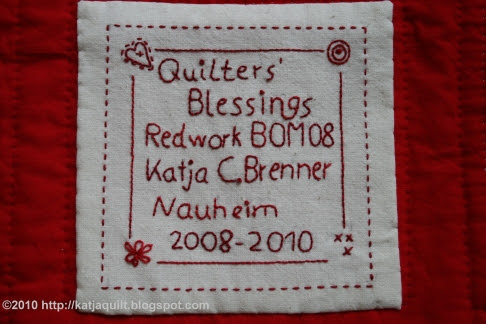 Quilters'
Blessings
Redwork BOM08
Katja C.Brenner
Nauheim
2008-2010
©2010 http://katjaquilt.blogspot.com